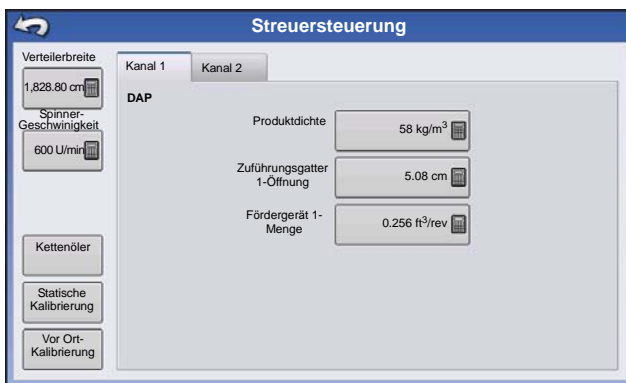 Streuersteuerung
Verteilerbreite
1,828.80 cm
Spinner-
Geschwinigkeit
600 U/min
Kettenöler
Statische
Kalibrierung
Vor Ort-
Kalibrierung
Kanal 1
Kanal 2
DAP
Produktdichte
58 kg/m³
Zuführungsgatter
1-Öffnung
5.08 cm
Fördergerät 1-
Menge
0.256 ft³/rev